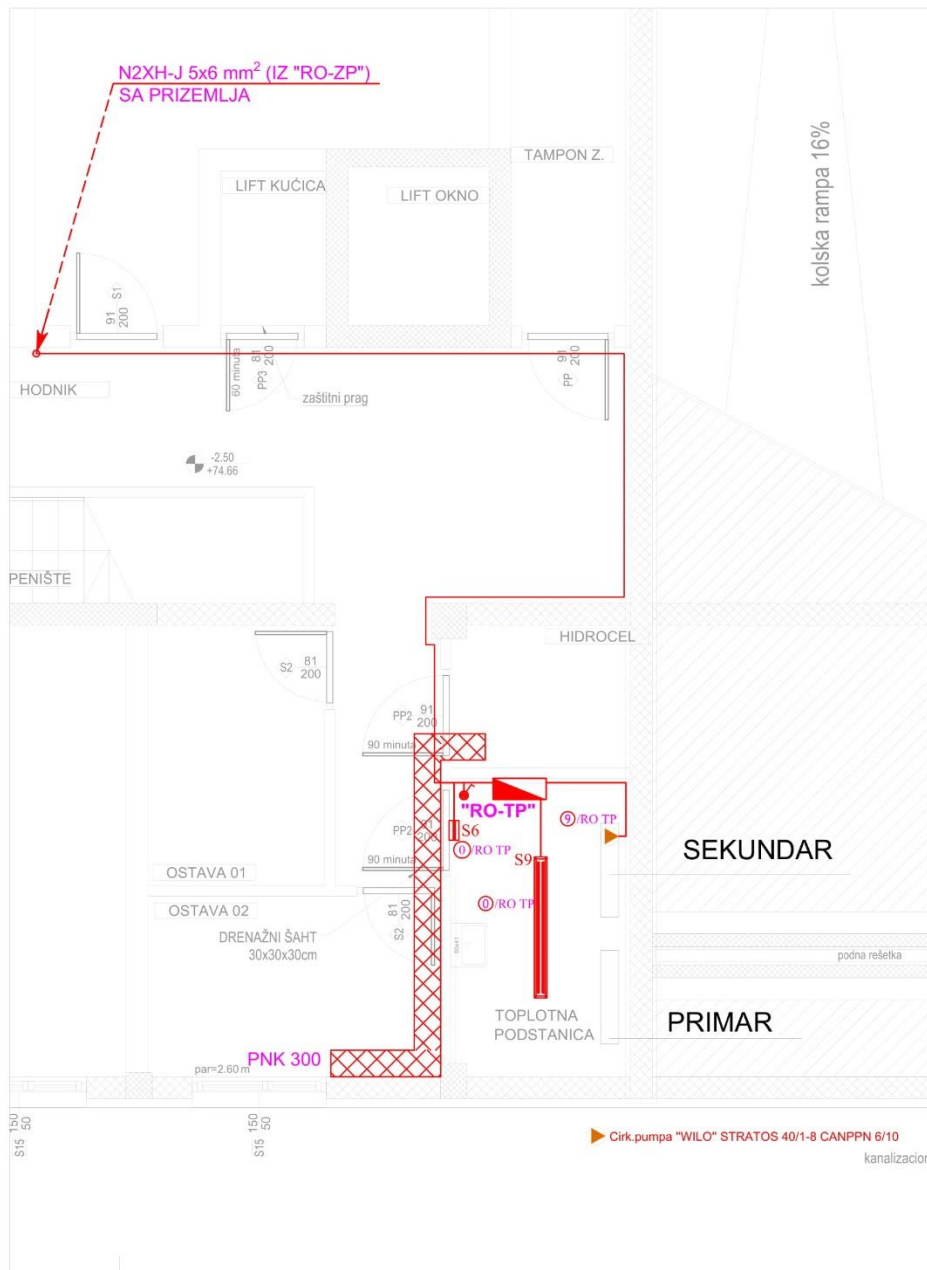 N2XH-J 5x6 mm² (IZ "RO-ZP")
SA PRIZEMLJA
TAMPON Z.
LIFT KUĆICA
LIFT OKNO
kolska rampa 16%
91
200
S1
60 minuta
81
200
PP3
91
200
PP
HODNIK
zaštitni prag
-2.50
+74.66
PENIŠTE
HIDROCEL
S2
81
200
PP2
91
200
90 minuta
"RO-TP"
9/RO TP
PP2
200
S6
0/RO TP
90 minuta
S9
SEKUNDAR
OSTAVA 01
0/RO TP
OSTAVA 02
81
200
S2
DRENAŽNI ŠAHT
30x30x30cm
podna rešetka
TOPLOTNA
PODSTANICA
PRIMAR
PNK 300
par=2.60 m
S15
150
50
S15
150
50
Cirk.pumpa "WILO" STRATOS 40/1-8 CANPPN 6/10
kanalizacion